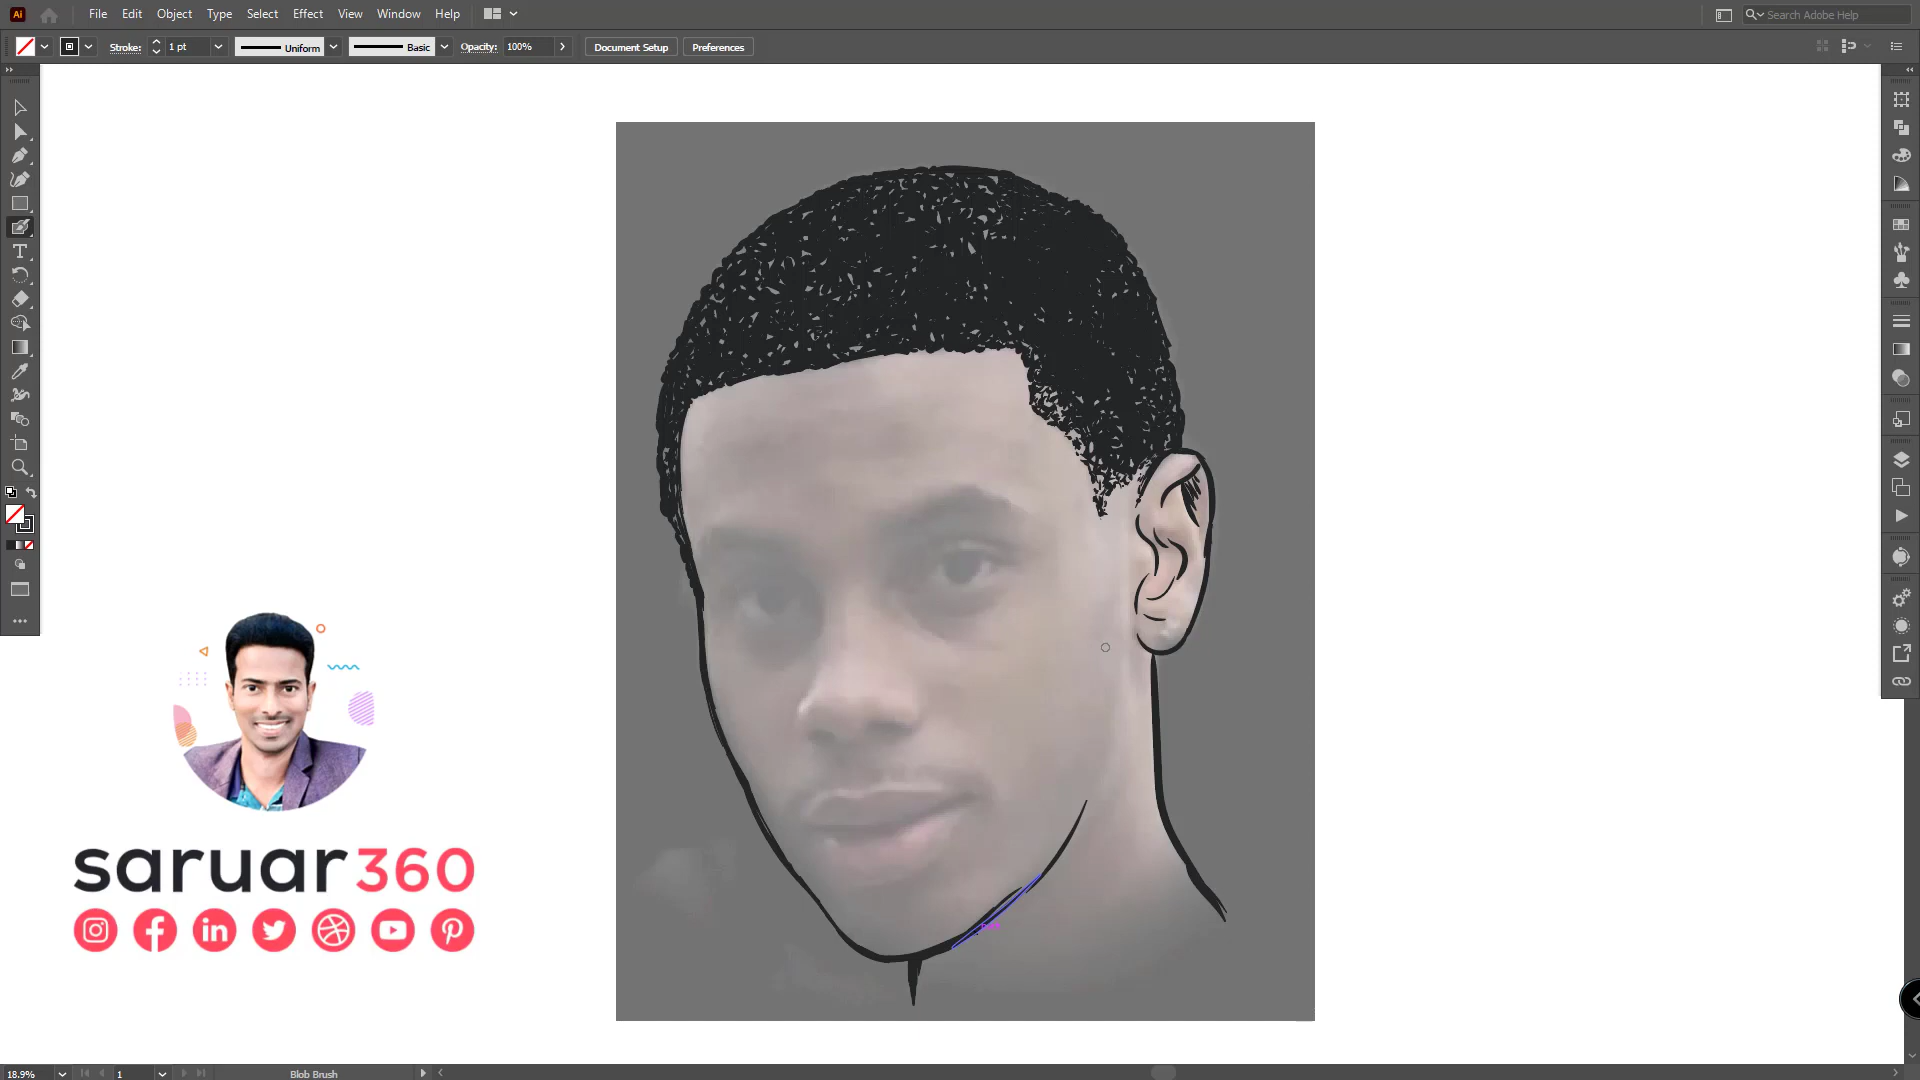 Ai File Edit Object Type Select Effect View Window Help Search Adobe Help
Stroke: 1 pt Uniform Basic Opacity: 100% Document Setup Preferences
saruar360
18.9% 1 Blob Brush